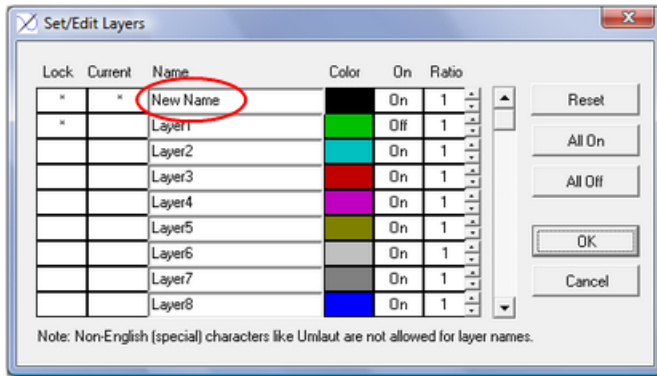 Set/Edit Layers
Lock Current Name Color On Ratio
* * New Name On 1 Reset
* Layer1 Off 1
All On
Layer2 On 1
Layer3 On 1 All Off
Layer4 On 1
Layer5 On 1 OK
Layer6 On 1
Layer7 On 1 Cancel
Layer8 On 1
Note: Non-English (special) characters like Umlaut are not allowed for layer names.